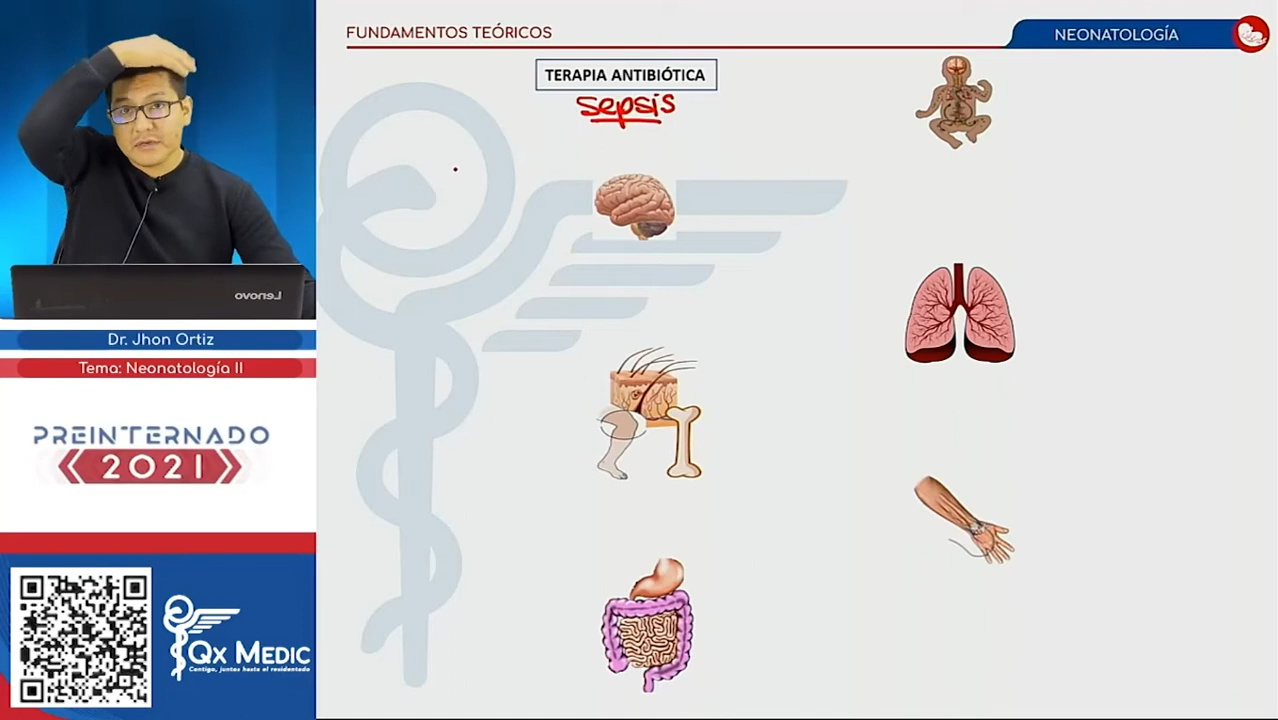 FUNDAMENTOS TEÓRICOS
NEONATOLOGÍA
TERAPIA ANTIBIÓTICA
sepsis
Lenovo
Dr. Jhon Ortiz
Tema: Neonatología II
PREINTERNADO
2021
Qx MEDIC
Contigo, juntos hasta el residentado